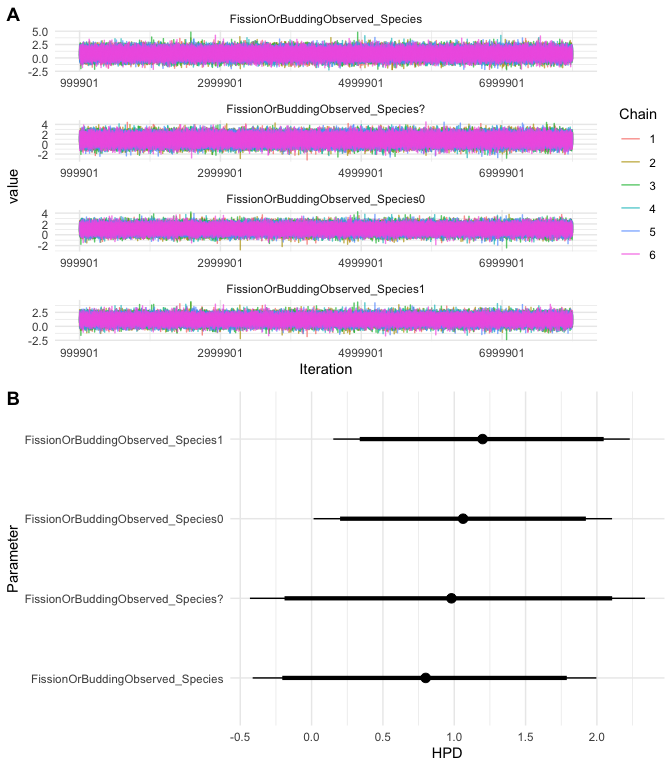 A
FissionOrBuddingObserved_Species
5.0
2.5
0.0
-2.5
999901 2999901 4999901 6999901
FissionOrBuddingObserved_Species?
4
2
0
-2
999901 2999901 4999901 6999901
FissionOrBuddingObserved_Species0
4
2
0
-2
999901 2999901 4999901 6999901
FissionOrBuddingObserved_Species1
2.5
0.0
-2.5
999901 2999901 4999901 6999901
Iteration
value
Chain
1
2
3
4
5
6
B
FissionOrBuddingObserved_Species1
FissionOrBuddingObserved_Species0
FissionOrBuddingObserved_Species?
FissionOrBuddingObserved_Species
Parameter
-0.5 0.0 0.5 1.0 1.5 2.0
HPD